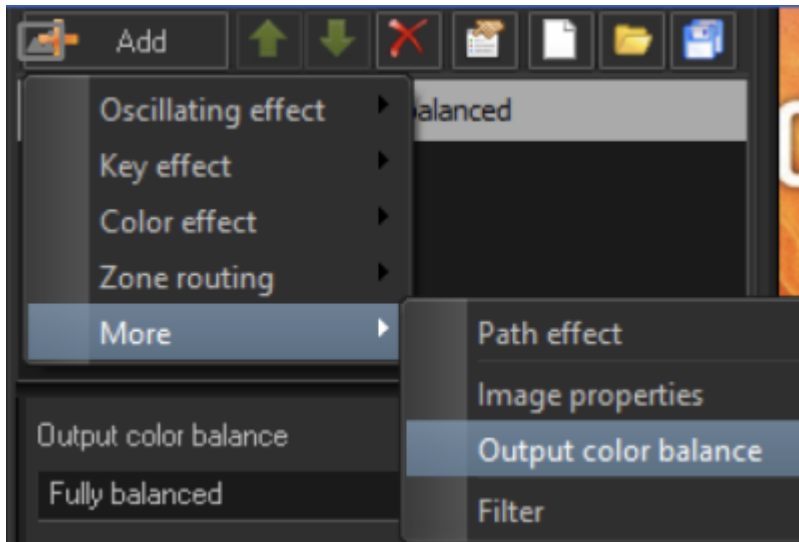 Add
Oscillating effect
balanced
Key effect
Color effect
Zone routing
More
Path effect
Image properties
Output color balance
Output color balance
Fully balanced
Filter